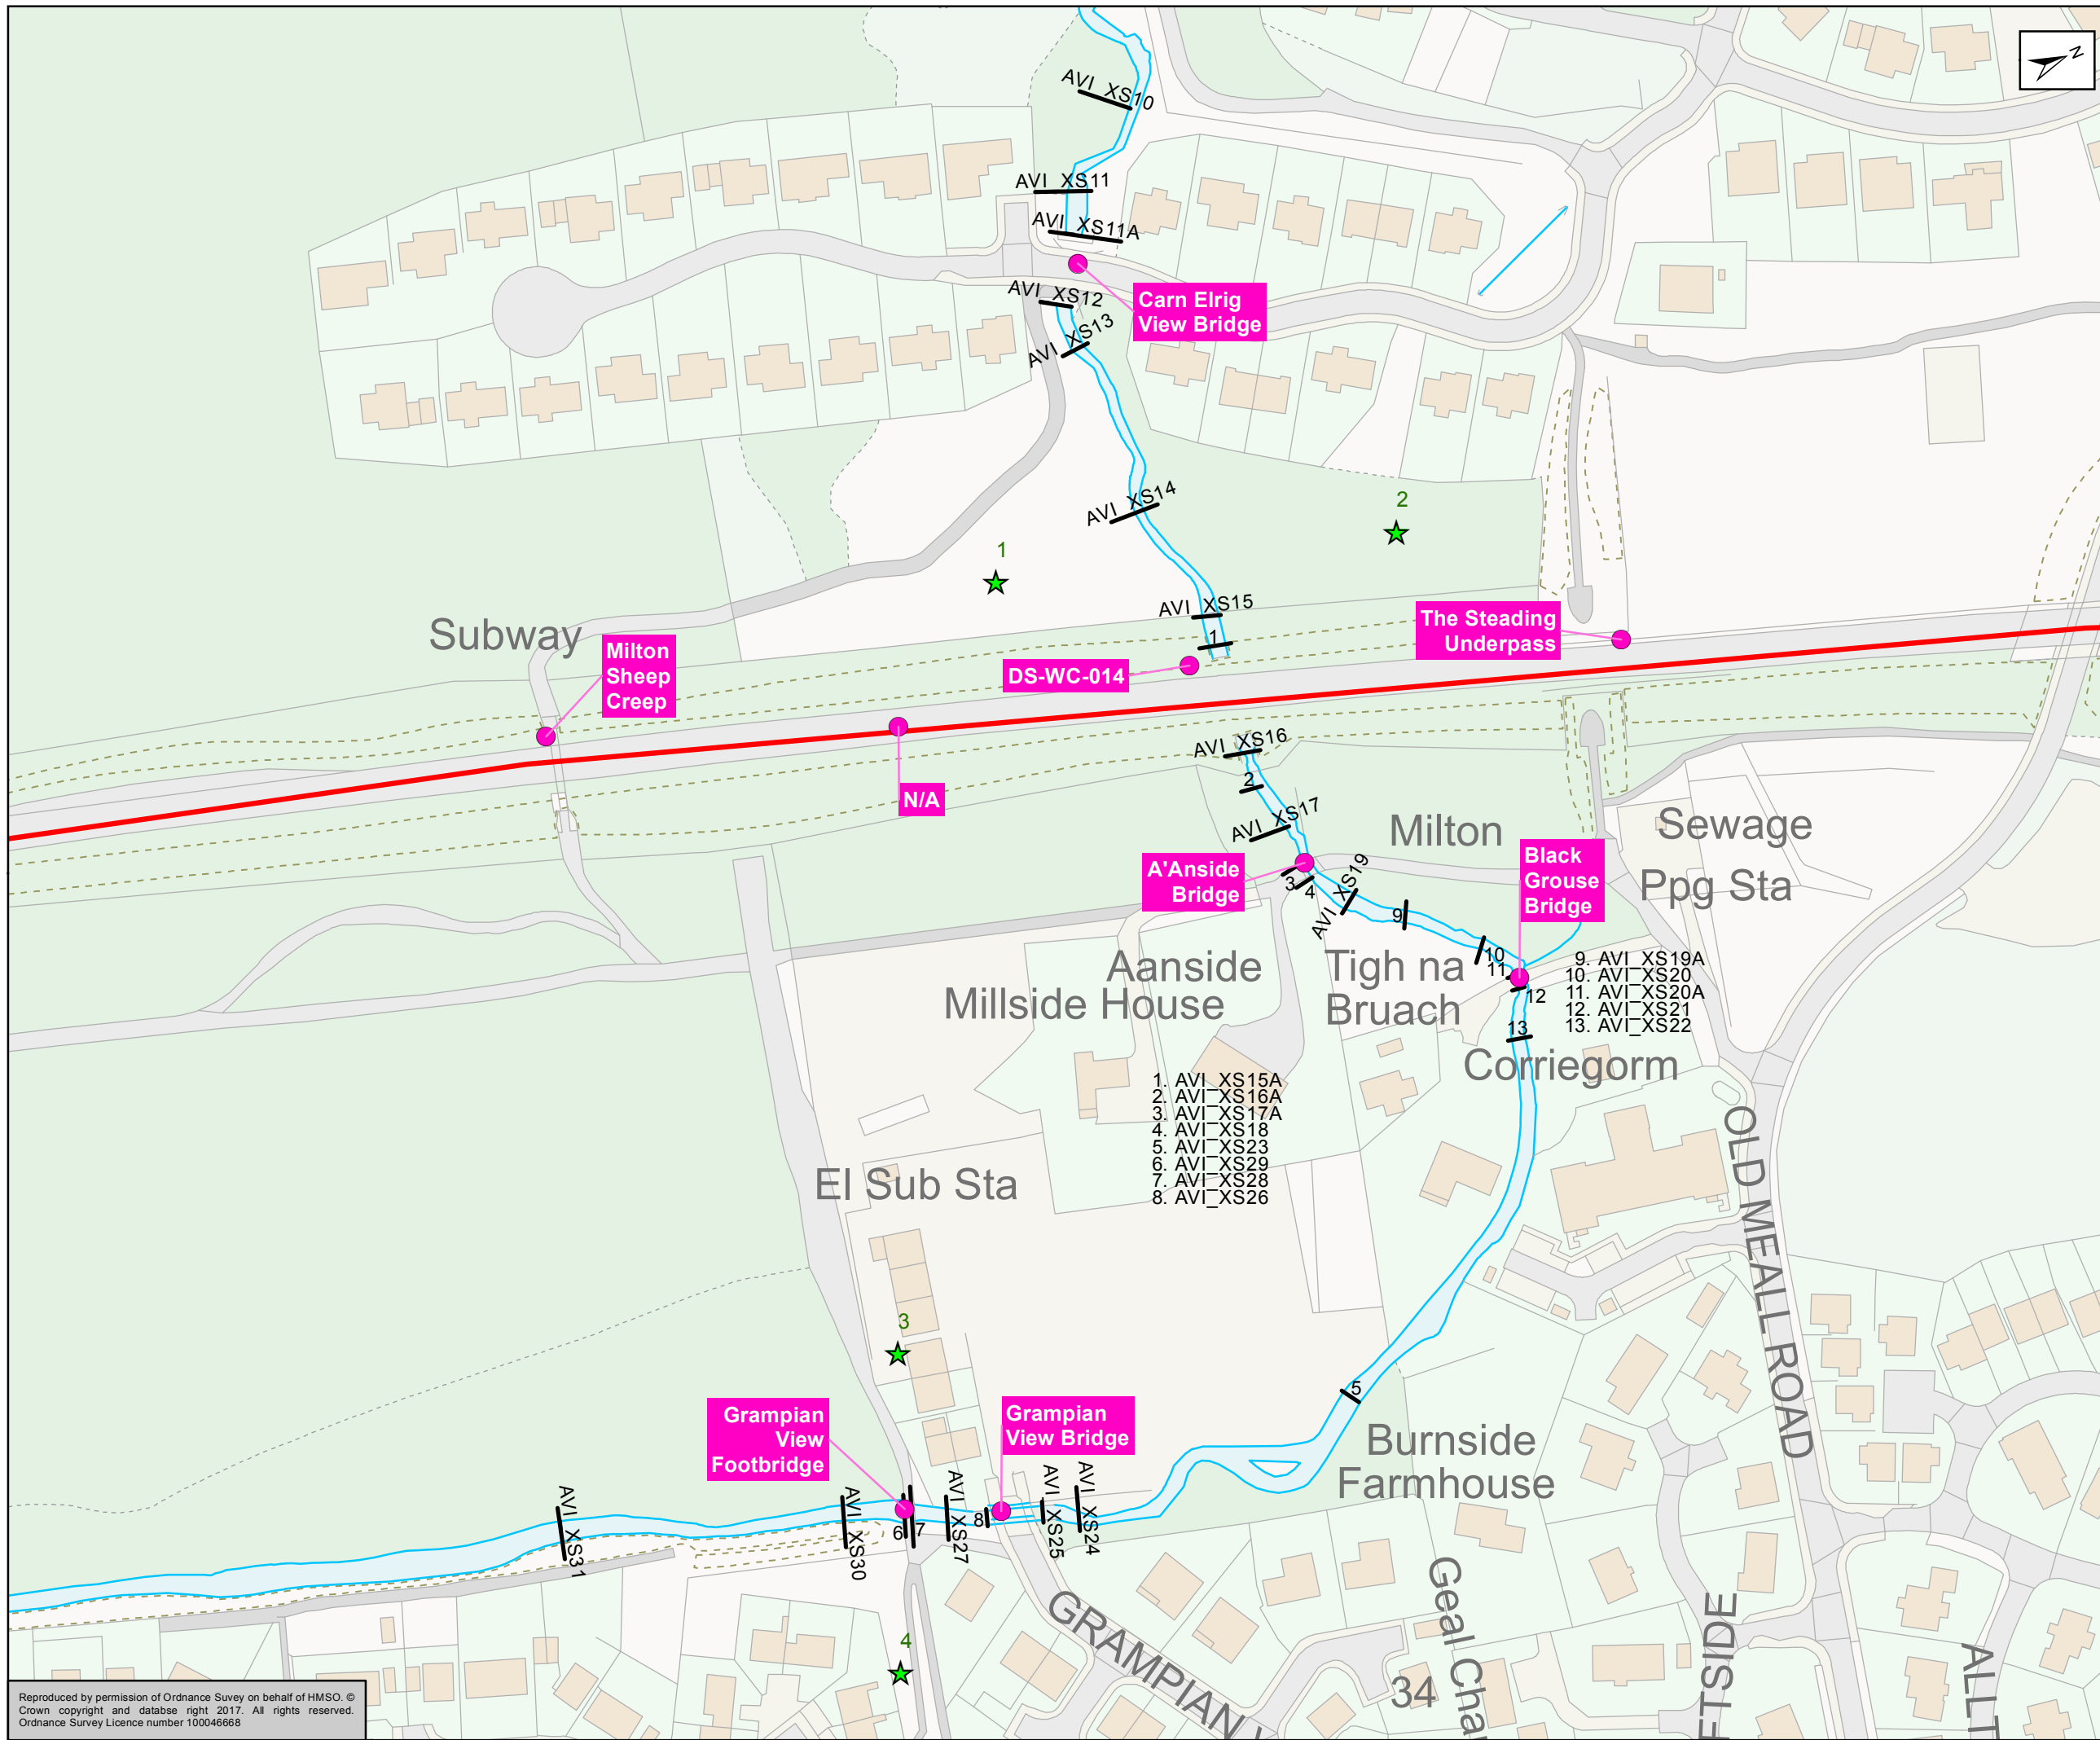 N
AVI_XS10
AVI_XS11
AVI_XS11A
AVI_XS12
Carn Elrig
View Bridge
AVI_XS13
AVI_XS14
2
1
AVI_XS15
1
Subway
Milton
Sheep
Creep
The Steading
Underpass
DS-WC-014
N/A
AVI_XS16
2
AVI_XS17
Milton
Sewage
Ppg Sta
A'Anside
Bridge
3
4
AVI_XS19
9
Black
Grouse
Bridge
10
11
12
13
Aanside
Millside House
Tigh na
Bruach
9. AVI_XS19A
10. AVI_XS20
11. AVI_XS20A
12. AVI_XS21
13. AVI_XS22
Corriegorm
1. AVI_XS15A
2. AVI_XS16A
3. AVI_XS17A
4. AVI_XS18
5. AVI_XS23
6. AVI_XS29
7. AVI_XS28
8. AVI_XS26
El Sub Sta
OLD MEALL ROAD
3
5
Grampian
View
Footbridge
Grampian
View Bridge
Burnside
Farmhouse
AVI_XS31
AVI_XS30
6
7
AVI_XS27
8
AVI_XS25
AVI_XS24
4
GRAMPIAN
Geal Char
34
FTSIDE
ALLT
Reproduced by permission of Ordnance Suvey on behalf of HMSO. ©
Crown copyright and databse right 2017. All rights reserved.
Ordnance Survey Licence number 100046668